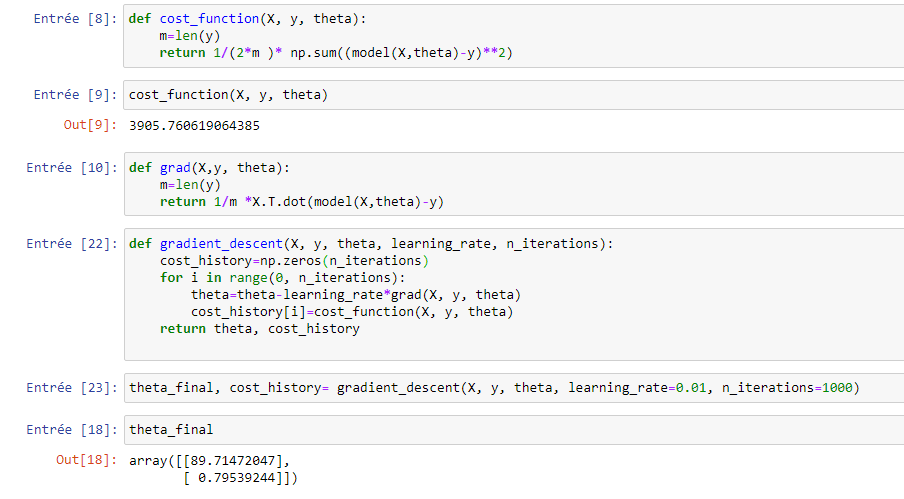 Entrée [8]: def cost_function(X, y, theta):
    m=len(y)
    return 1/(2*m )* np.sum((model(X,theta)-y)**2)
Entrée [9]: cost_function(X, y, theta)
Out[9]: 3905.760619064385
Entrée [10]: def grad(X,y, theta):
    m=len(y)
    return 1/m *X.T.dot(model(X,theta)-y)
Entrée [22]: def gradient_descent(X, y, theta, learning_rate, n_iterations):
    cost_history=np.zeros(n_iterations)
    for i in range(0, n_iterations):
        theta=theta-learning_rate*grad(X, y, theta)
        cost_history[i]=cost_function(X, y, theta)
    return theta, cost_history
Entrée [23]: theta_final, cost_history= gradient_descent(X, y, theta, learning_rate=0.01, n_iterations=1000)
Entrée [18]: theta_final
Out[18]: array([[89.71472047],
       [ 0.79539244]])